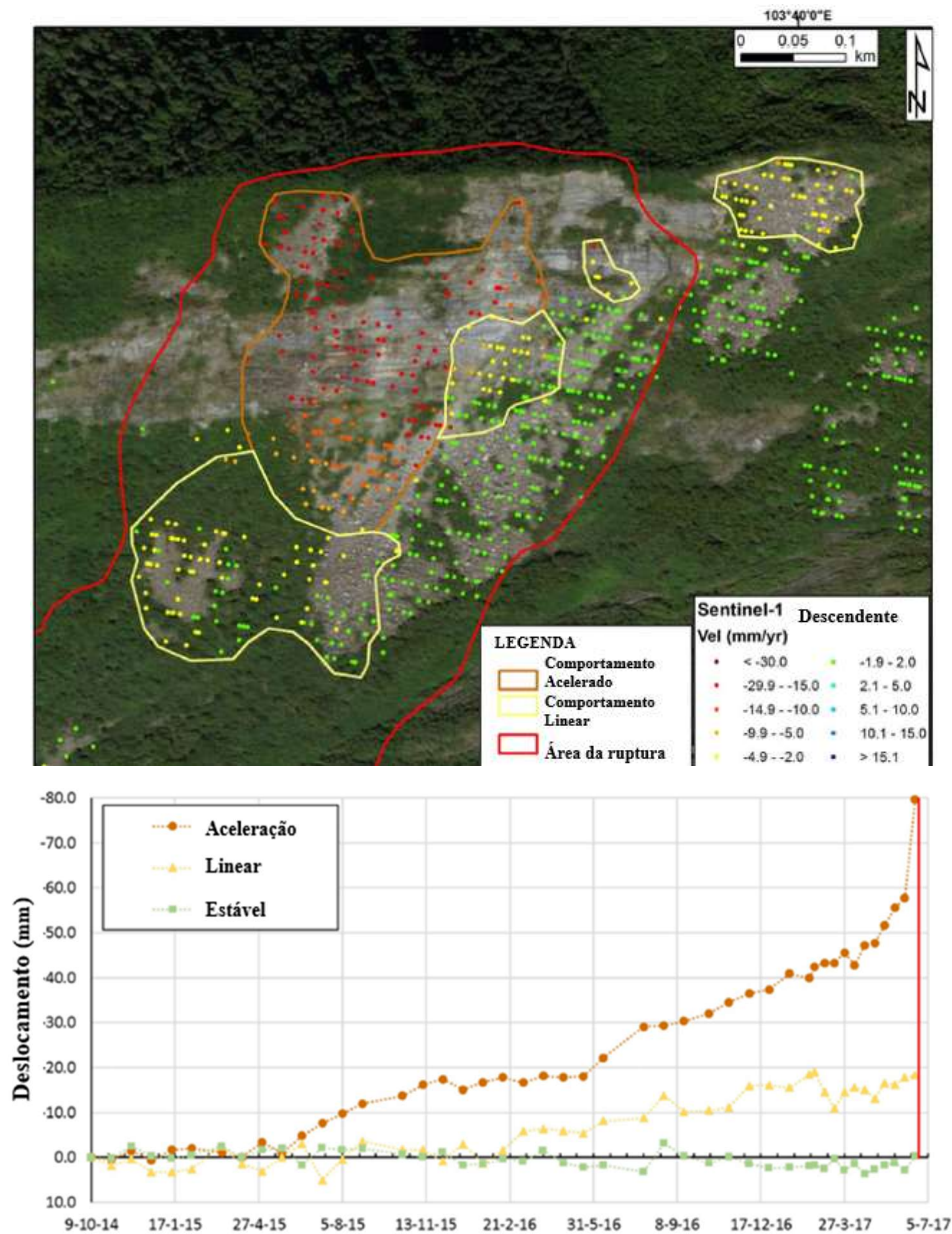 103°40'0"E
0 0.05 0.1
km
N
LEGENDA
Comportamento
Acelerado
Comportamento
Linear
Área da ruptura
Sentinel-1 Descendente
Vel (mm/yr)
< -30.0
-29.9 - -15.0
-14.9 - -10.0
-9.9 - -5.0
-4.9 - -2.0
-1.9 - 2.0
2.1 - 5.0
5.1 - 10.0
10.1 - 15.0
> 15.1
Aceleração
Linear
Estável
Deslocamento (mm)
-80.0
-70.0
-60.0
-50.0
-40.0
-30.0
-20.0
-10.0
0.0
10.0
9-10-14 17-1-15 27-4-15 5-8-15 13-11-15 21-2-16 31-5-16 8-9-16 17-12-16 27-3-17 5-7-17